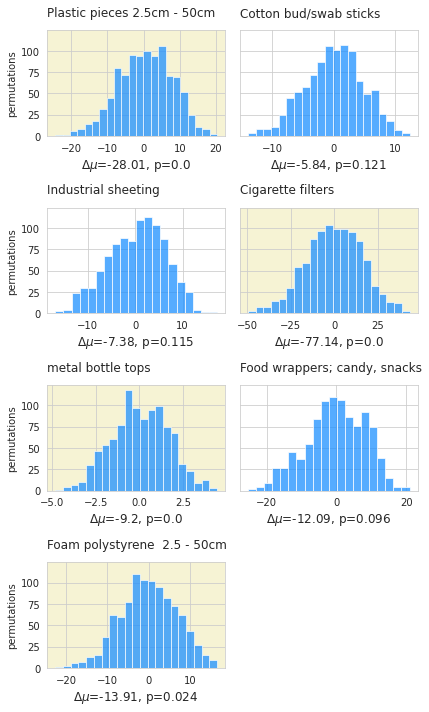 Plastic pieces 2.5cm - 50cm
Cotton bud/swab sticks
100
75
50
25
0
permutations
−20 −10 0 10 20
−10 0 10
Δμ=-28.01, p=0.0
Δμ=-5.84, p=0.121
Industrial sheeting
Cigarette filters
100
75
50
25
0
permutations
−10 0 10
−50 −25 0 25
Δμ=-7.38, p=0.115
Δμ=-77.14, p=0.0
metal bottle tops
Food wrappers; candy, snacks
100
75
50
25
0
permutations
−5.0 −2.5 0.0 2.5
−20 0 20
Δμ=-9.2, p=0.0
Δμ=-12.09, p=0.096
Foam polystyrene  2.5 - 50cm
100
75
50
25
0
permutations
−20 −10 0 10
Δμ=-13.91, p=0.024